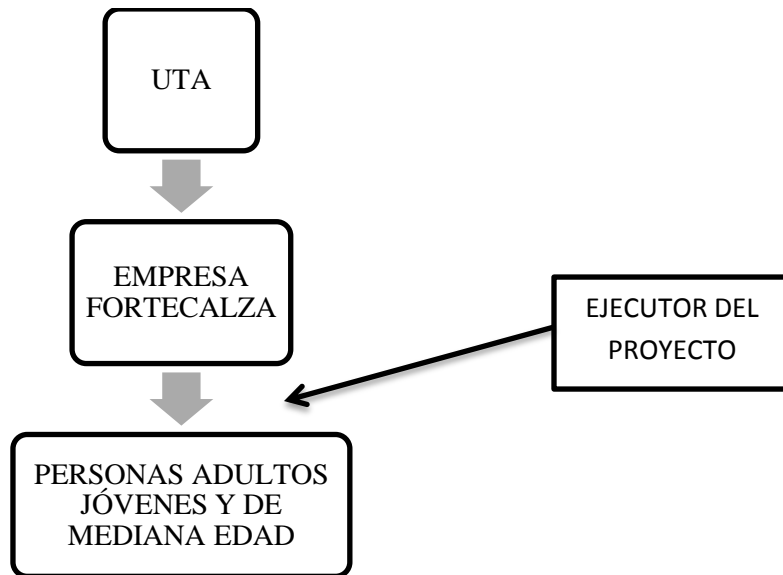 UTA
EMPRESA
FORTECALZA
EJECUTOR DEL
PROYECTO
PERSONAS ADULTOS
JÓVENES Y DE
MEDIANA EDAD